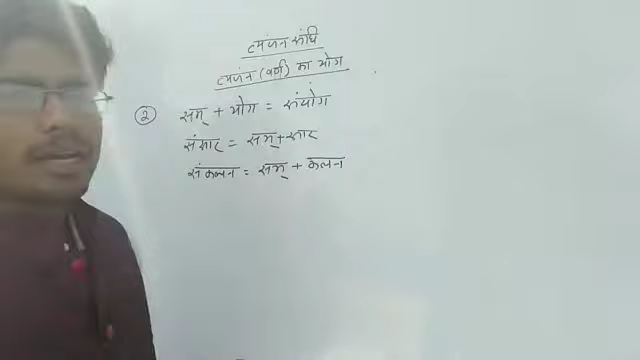 व्यंजन संधि
व्यंजन (वर्ण) का योग
② सम् + योग = संयोग
संसार = सम् + सार
संकलन = सम् + कलन